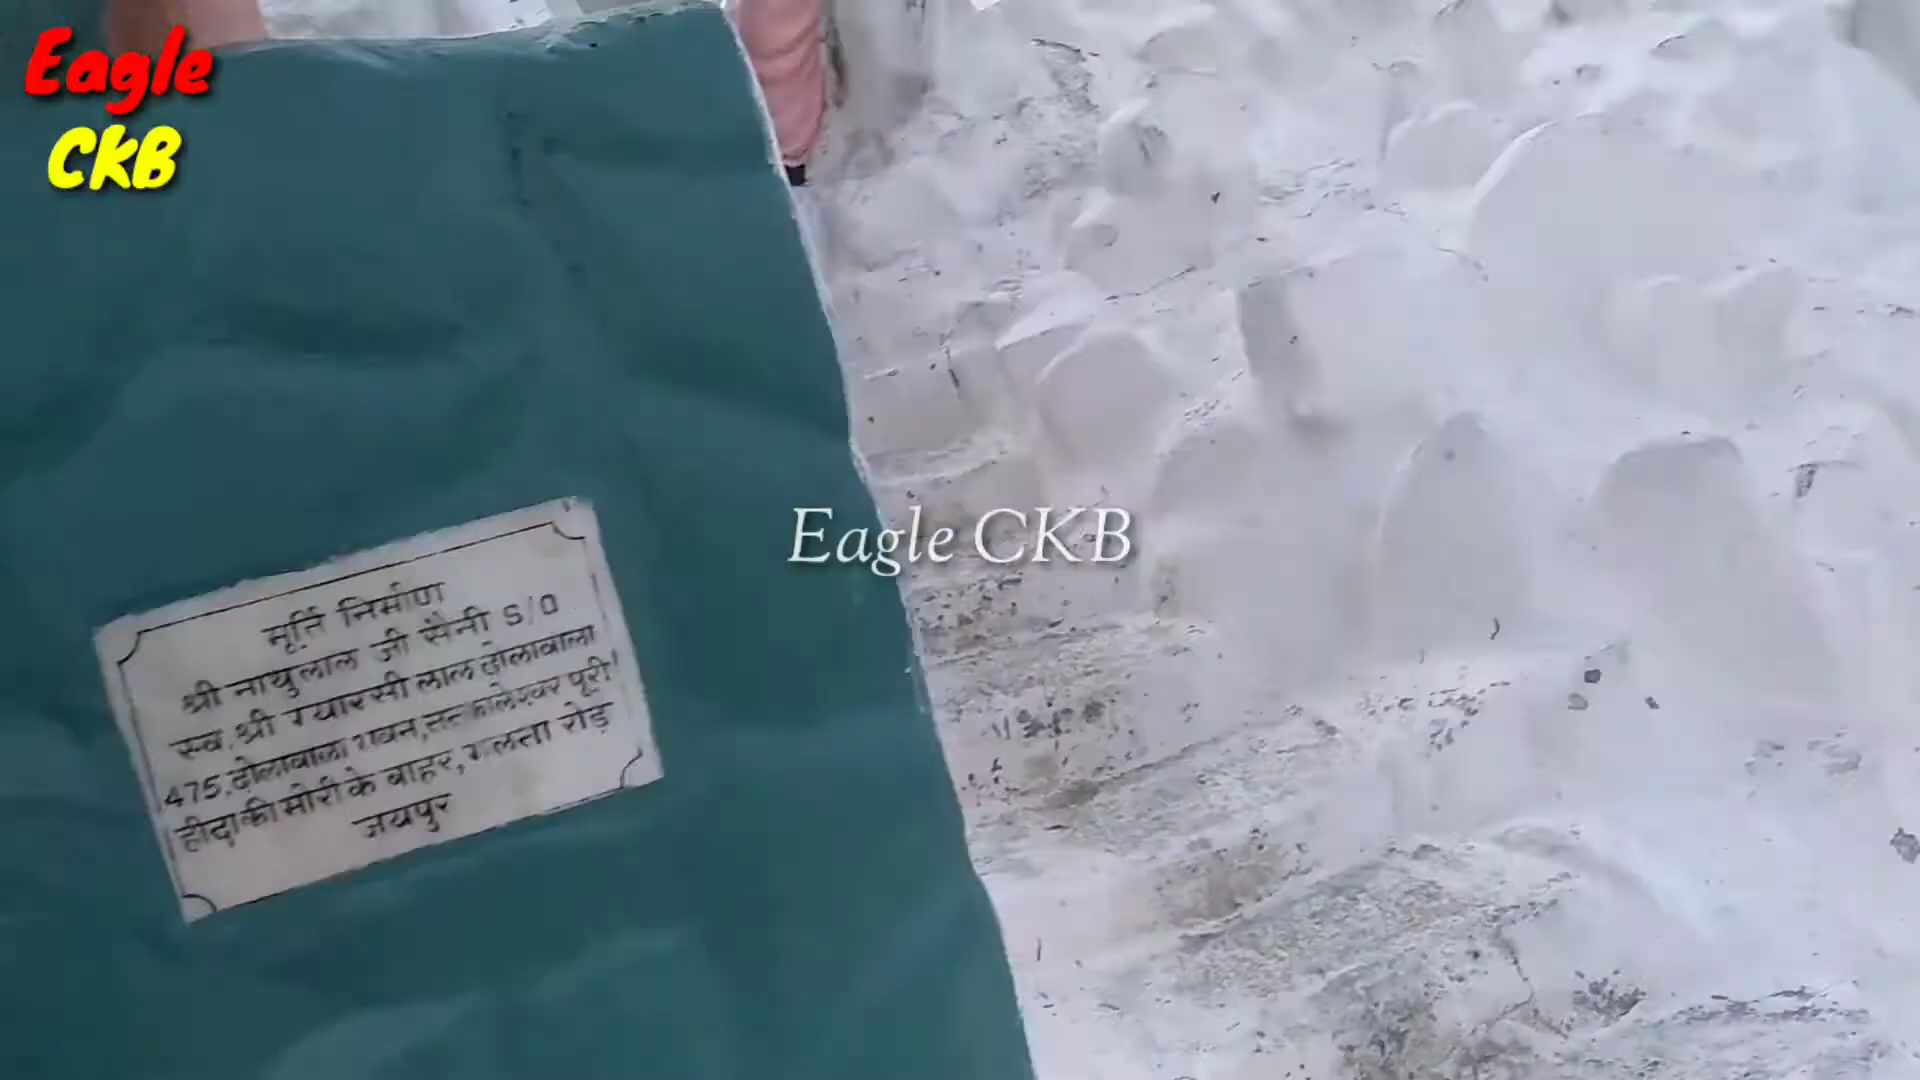 Eagle
CKB
Eagle CKB
मूर्ति निर्माण
श्री नाथुलाल जी सैनी S/O
स्व. श्री ग्यारसी लाल ढ़ोलावाला
475, ढ़ोलावाला भवन, पूरी
हीदा की मोरी के बाहर, गलता रोड़
जयपुर